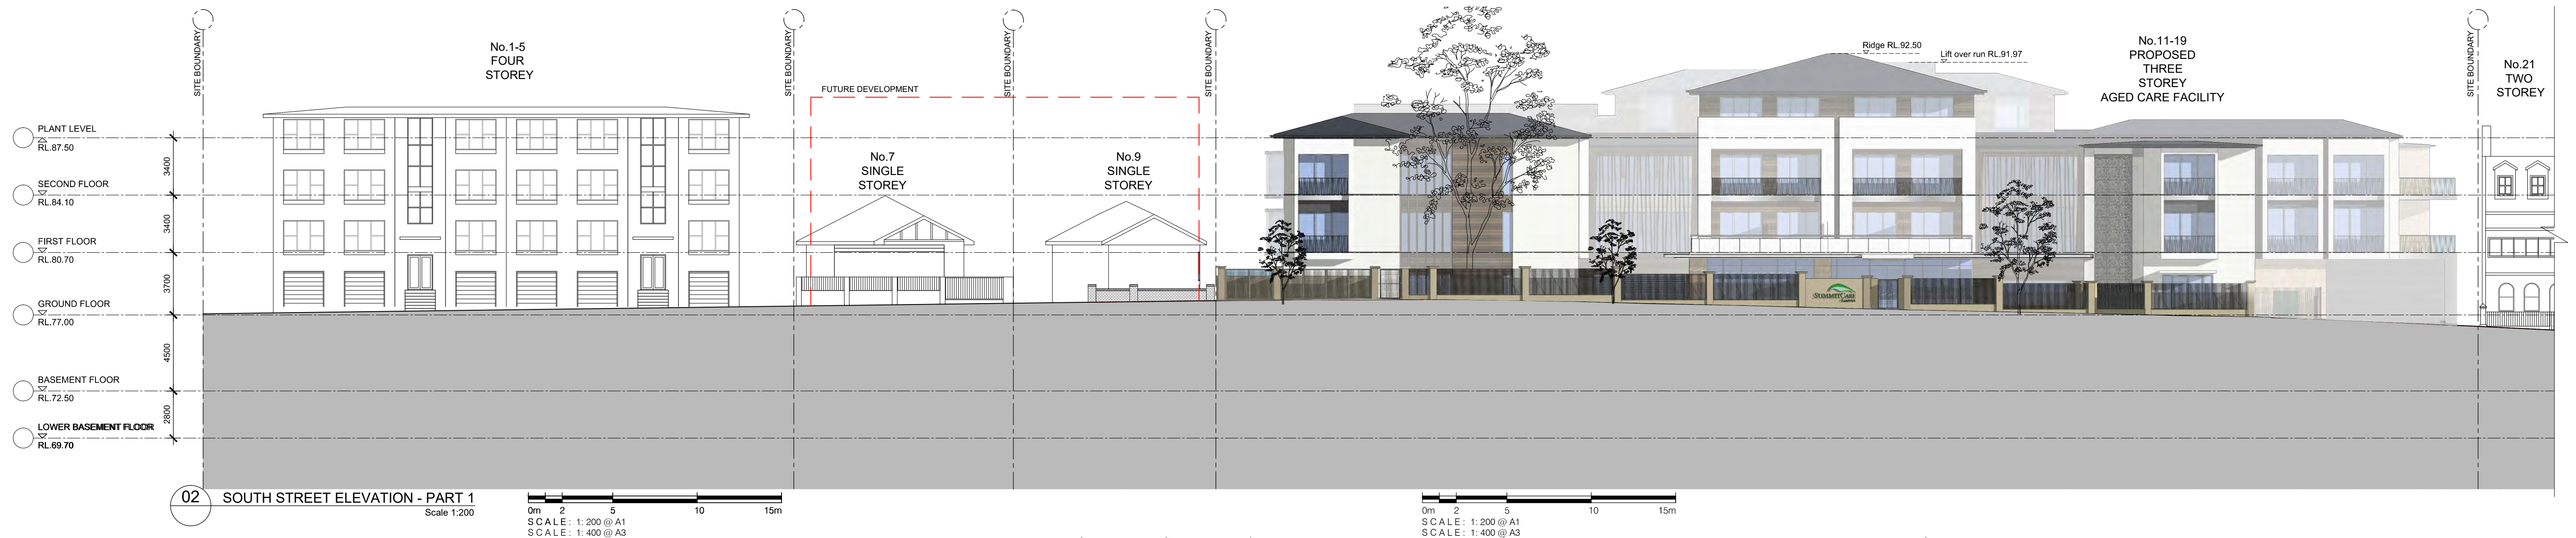 SITE BOUNDARY
SITE BOUNDARY
SITE BOUNDARY
SITE BOUNDARY
SITE BOUNDARY
No.1-5
FOUR
STOREY
FUTURE DEVELOPMENT
No.7
SINGLE
STOREY
No.9
SINGLE
STOREY
Ridge RL.92.50
Lift over run RL.91.97
No.11-19
PROPOSED
THREE
STOREY
AGED CARE FACILITY
No.21
TWO
STOREY
PLANT LEVEL
RL.87.50
3400
SECOND FLOOR
RL.84.10
3400
FIRST FLOOR
RL.80.70
3700
GROUND FLOOR
RL.77.00
4500
BASEMENT FLOOR
RL.72.50
2800
LOWER BASEMENT FLOOR
RL.69.70
SUMMITCARE
02 SOUTH STREET ELEVATION - PART 1
Scale 1:200
0m 2 5 10 15m
SCALE: 1: 200 @ A1
SCALE: 1: 400 @ A3
0m 2 5 10 15m
SCALE: 1: 200 @ A1
SCALE: 1: 400 @ A3